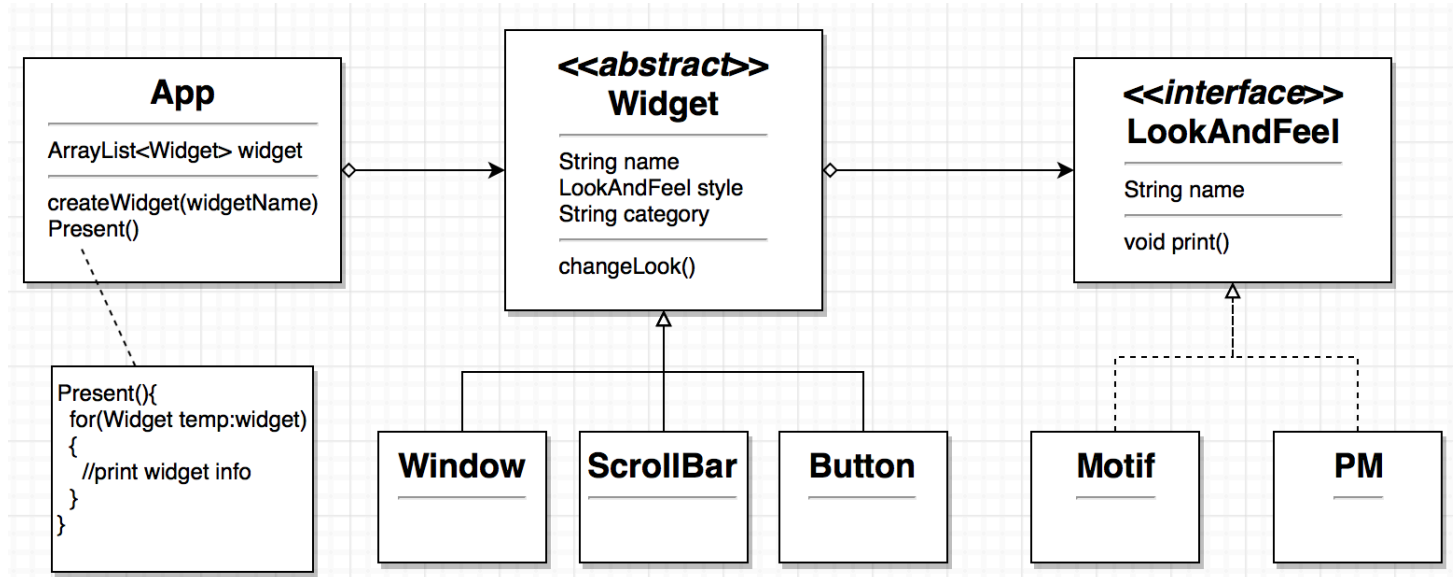 App
ArrayList<Widget> widget
createWidget(widgetName)
Present()
Present(){
for(Widget temp:widget)
{
//print widget info
}
}
<<abstract>>
Widget
String name
LookAndFeel style
String category
changeLook()
Window
ScrollBar
Button
<<interface>>
LookAndFeel
String name
void print()
Motif
PM